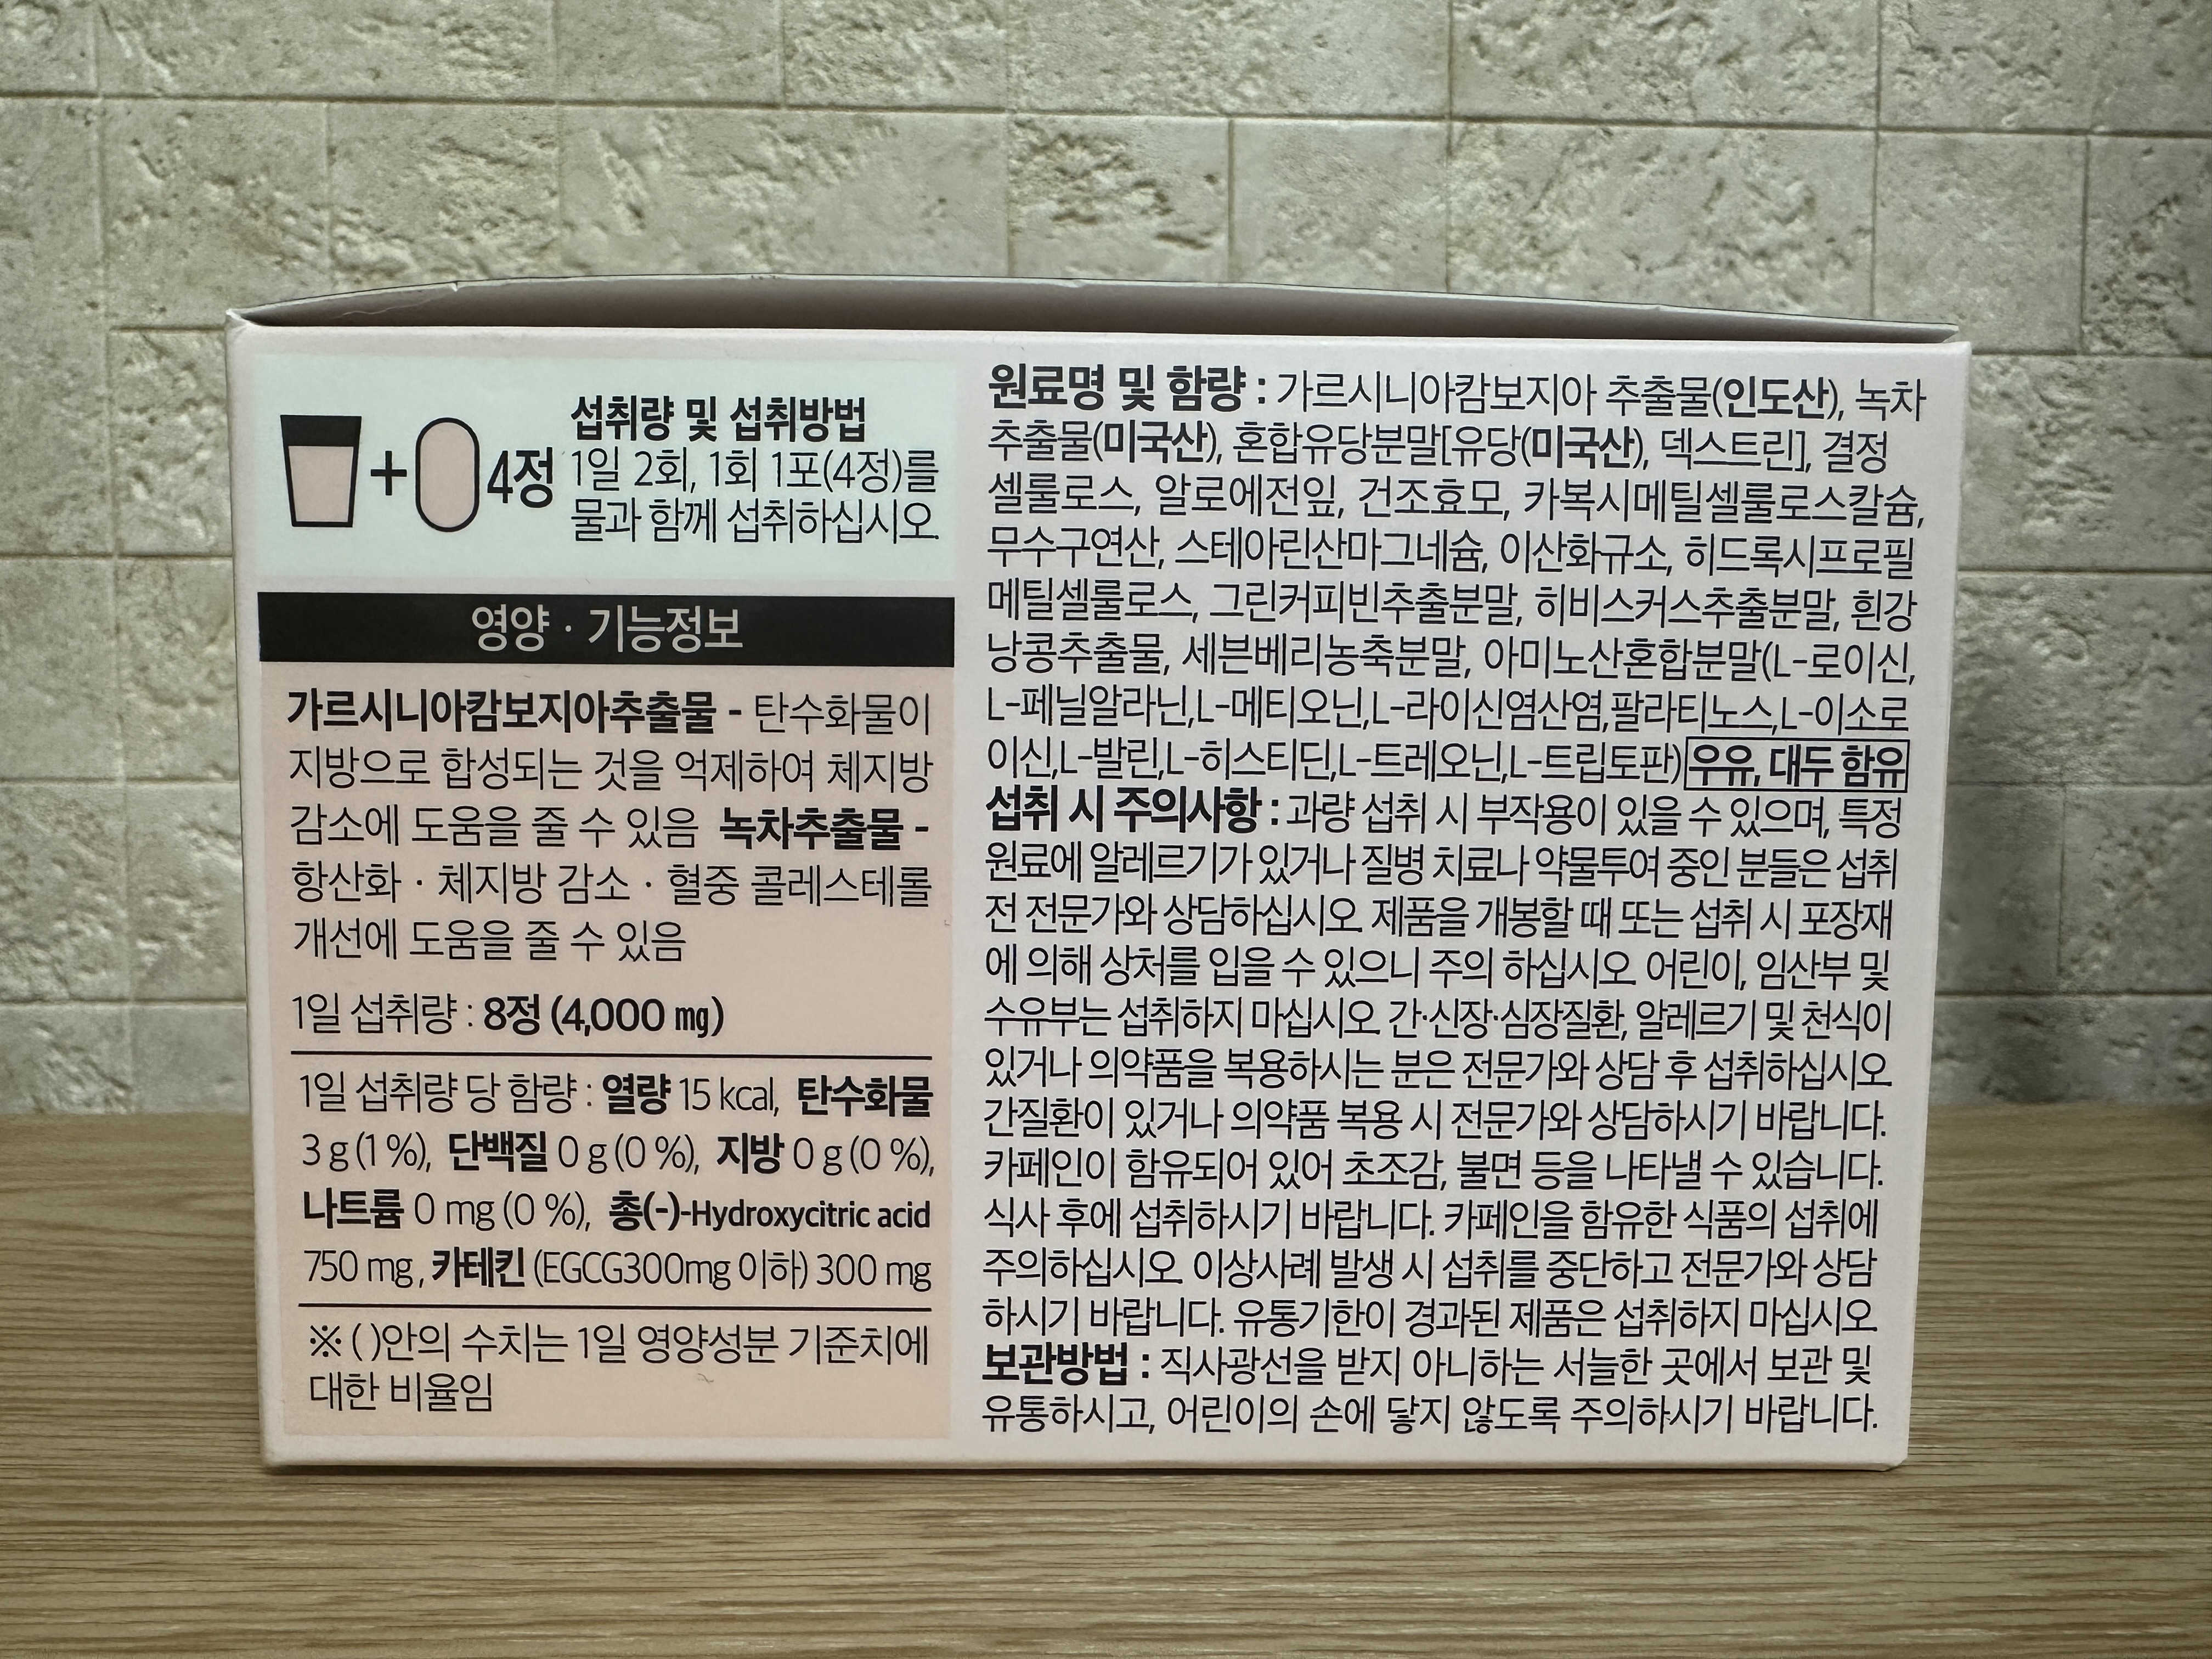 섭취량 및 섭취방법
+ 4정
1일 2회, 1회 1포(4정)를
물과 함께 섭취하십시오.
영양 · 기능정보
가르시니아캄보지아추출물 - 탄수화물이
지방으로 합성되는 것을 억제하여 체지방
감소에 도움을 줄 수 있음 녹차추출물 -
항산화 · 체지방 감소 · 혈중 콜레스테롤
개선에 도움을 줄 수 있음
1일 섭취량 : 8정 (4,000 ㎎)
1일 섭취량 당 함량 : 열량 15 kcal, 탄수화물
3 g (1 %), 단백질 0 g (0 %), 지방 0 g (0 %),
나트륨 0 mg (0 %), 총(-)-Hydroxycitric acid
750 mg, 카테킨 (EGCG300mg 이하) 300 mg
※ ( )안의 수치는 1일 영양성분 기준치에
대한 비율임
원료명 및 함량 : 가르시니아캄보지아 추출물(인도산), 녹차
추출물(미국산), 혼합유당분말[유당(미국산), 덱스트린], 결정
셀룰로스, 알로에전잎, 건조효모, 카복시메틸셀룰로스칼슘,
무수구연산, 스테아린산마그네슘, 이산화규소, 히드록시프로필
메틸셀룰로스, 그린커피빈추출분말, 히비스커스추출분말, 흰강
낭콩추출물, 세븐베리농축분말, 아미노산혼합분말(L-로이신,
L-페닐알라닌,L-메티오닌,L-라이신염산염,팔라티노스,L-이소로
이신,L-발린,L-히스티딘,L-트레오닌,L-트립토판) 우유, 대두 함유
섭취 시 주의사항 : 과량 섭취 시 부작용이 있을 수 있으며, 특정
원료에 알레르기가 있거나 질병 치료나 약물투여 중인 분들은 섭취
전 전문가와 상담하십시오. 제품을 개봉할 때 또는 섭취 시 포장재
에 의해 상처를 입을 수 있으니 주의 하십시오. 어린이, 임산부 및
수유부는 섭취하지 마십시오. 간·신장·심장질환, 알레르기 및 천식이
있거나 의약품을 복용하시는 분은 전문가와 상담 후 섭취하십시오.
간질환이 있거나 의약품 복용 시 전문가와 상담하시기 바랍니다.
카페인이 함유되어 있어 초조감, 불면 등을 나타낼 수 있습니다.
식사 후에 섭취하시기 바랍니다. 카페인을 함유한 식품의 섭취에
주의하십시오. 이상사례 발생 시 섭취를 중단하고 전문가와 상담
하시기 바랍니다. 유통기한이 경과된 제품은 섭취하지 마십시오.
보관방법 : 직사광선을 받지 아니하는 서늘한 곳에서 보관 및
유통하시고, 어린이의 손에 닿지 않도록 주의하시기 바랍니다.